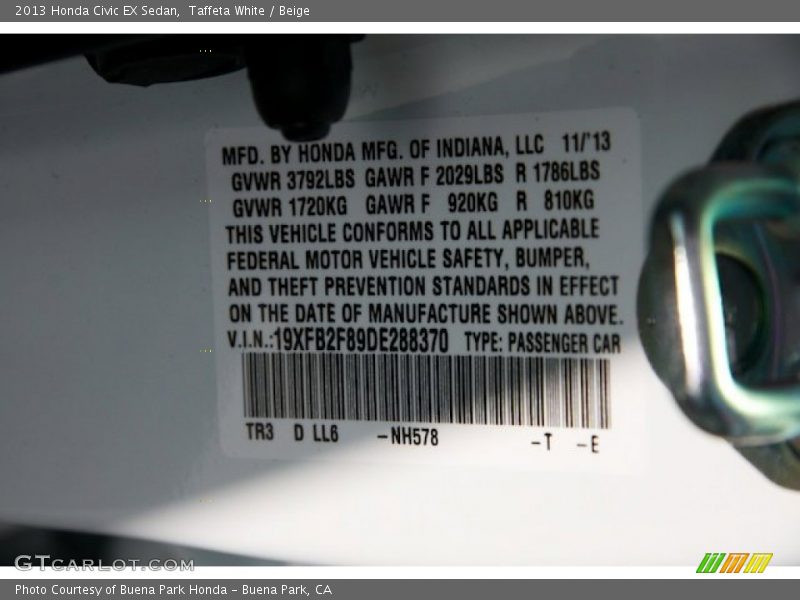 2013 Honda Civic EX Sedan, Taffeta White / Beige
MFD. BY HONDA MFG. OF INDIANA, LLC 11/'13
GVWR 3792LBS GAWR F 2029LBS R 1786LBS
GVWR 1720KG GAWR F 920KG R 810KG
THIS VEHICLE CONFORMS TO ALL APPLICABLE
FEDERAL MOTOR VEHICLE SAFETY, BUMPER,
AND THEFT PREVENTION STANDARDS IN EFFECT
ON THE DATE OF MANUFACTURE SHOWN ABOVE.
V.I.N.:19XFB2F89DE288370 TYPE: PASSENGER CAR
TR3 D LL6 -NH578 -T -E
GTCARLOT.COM
Photo Courtesy of Buena Park Honda - Buena Park, CA